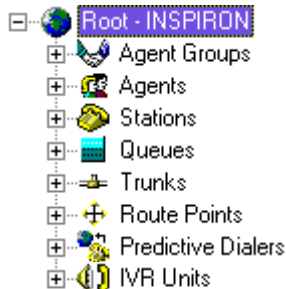 Root - INSPIRON
Agent Groups
Agents
Stations
Queues
Trunks
Route Points
Predictive Dialers
IVR Units